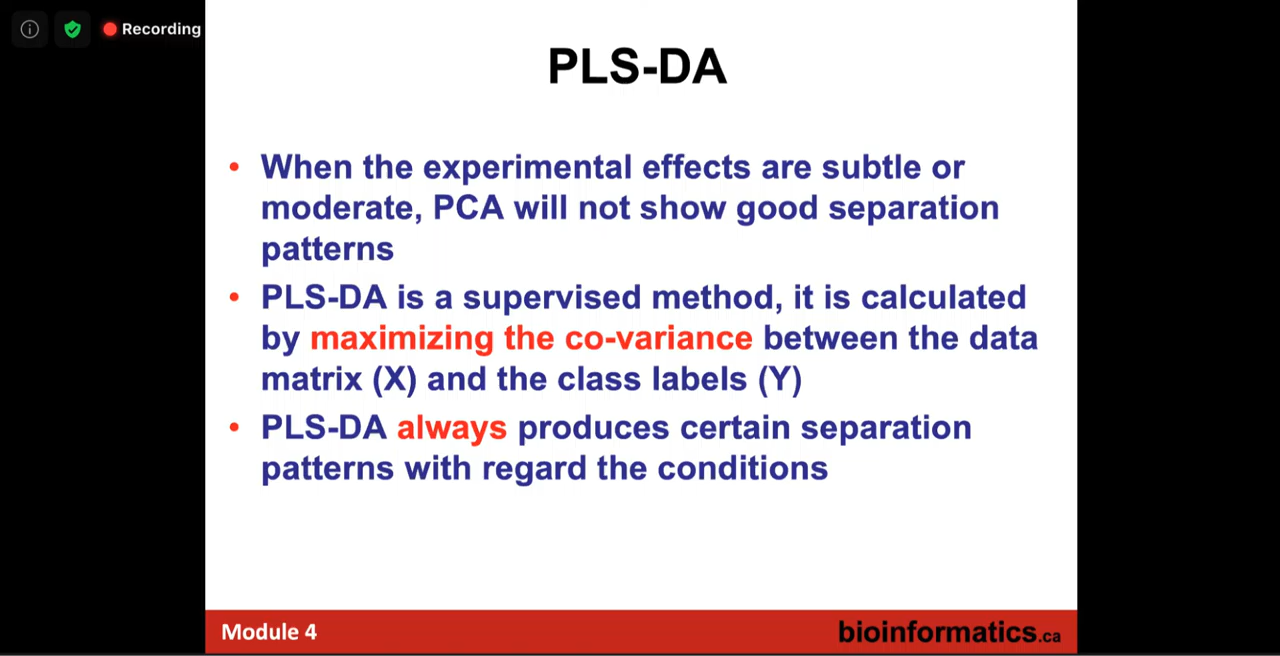 Recording
PLS-DA
• When the experimental effects are subtle or
moderate, PCA will not show good separation
patterns
• PLS-DA is a supervised method, it is calculated
by maximizing the co-variance between the data
matrix (X) and the class labels (Y)
• PLS-DA always produces certain separation
patterns with regard the conditions
Module 4
bioinformatics.ca